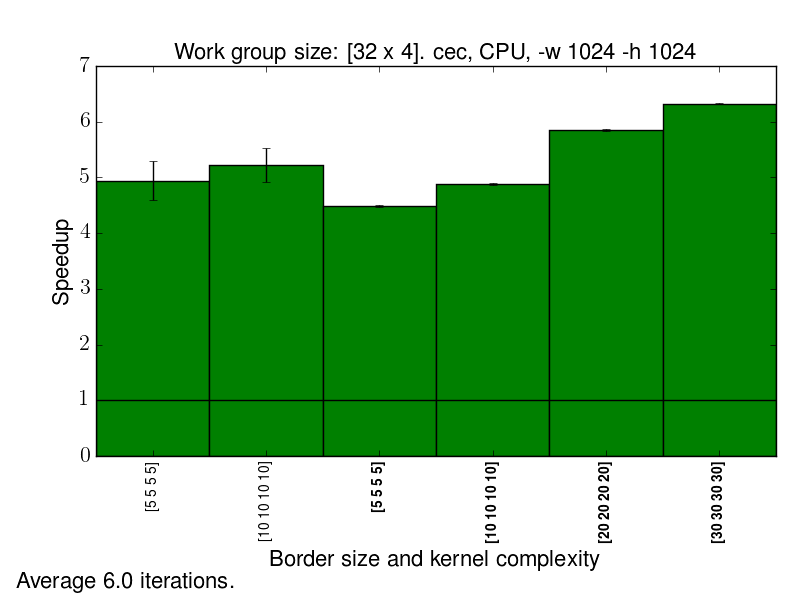 Work group size: [32 x 4]. cec, CPU, -w 1024 -h 1024
7
6
5
4
3
2
1
0
Speedup
[5 5 5 5]
[10 10 10 10]
[5 5 5 5]
[10 10 10 10]
[20 20 20 20]
[30 30 30 30]
Border size and kernel complexity
Average 6.0 iterations.